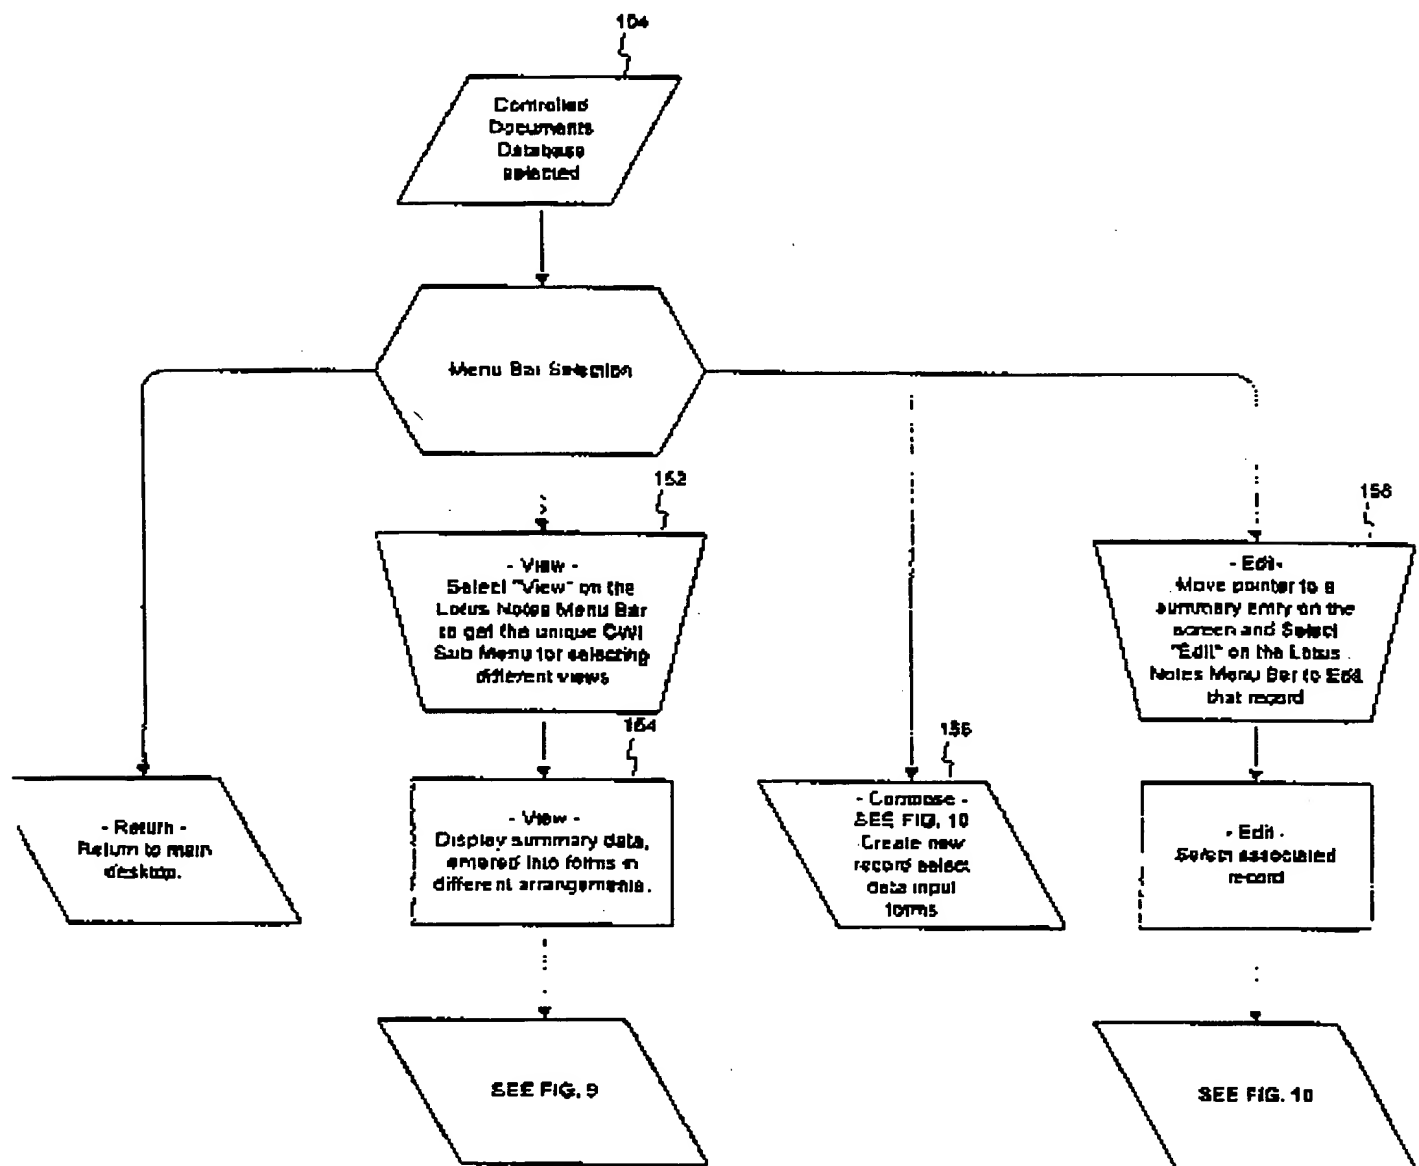 104
Controlled
Documents
Database
selected
Menu Bar Selection
152
- View -
Select "View" on the
Lotus Notes Menu Bar
to get the unique CWI
Sub Menu for selecting
different views
158
- Edit -
Move pointer to a
summary entry on the
screen and Select
"Edit" on the Lotus
Notes Menu Bar to Edit
that record
154
156
- Return -
Return to main
desktop.
- View -
Display summary data,
entered into forms in
different arrangements.
- Compose -
SEE FIG. 10
Create new
record select
data input
forms
- Edit -
Select associated
record
SEE FIG. 9
SEE FIG. 10